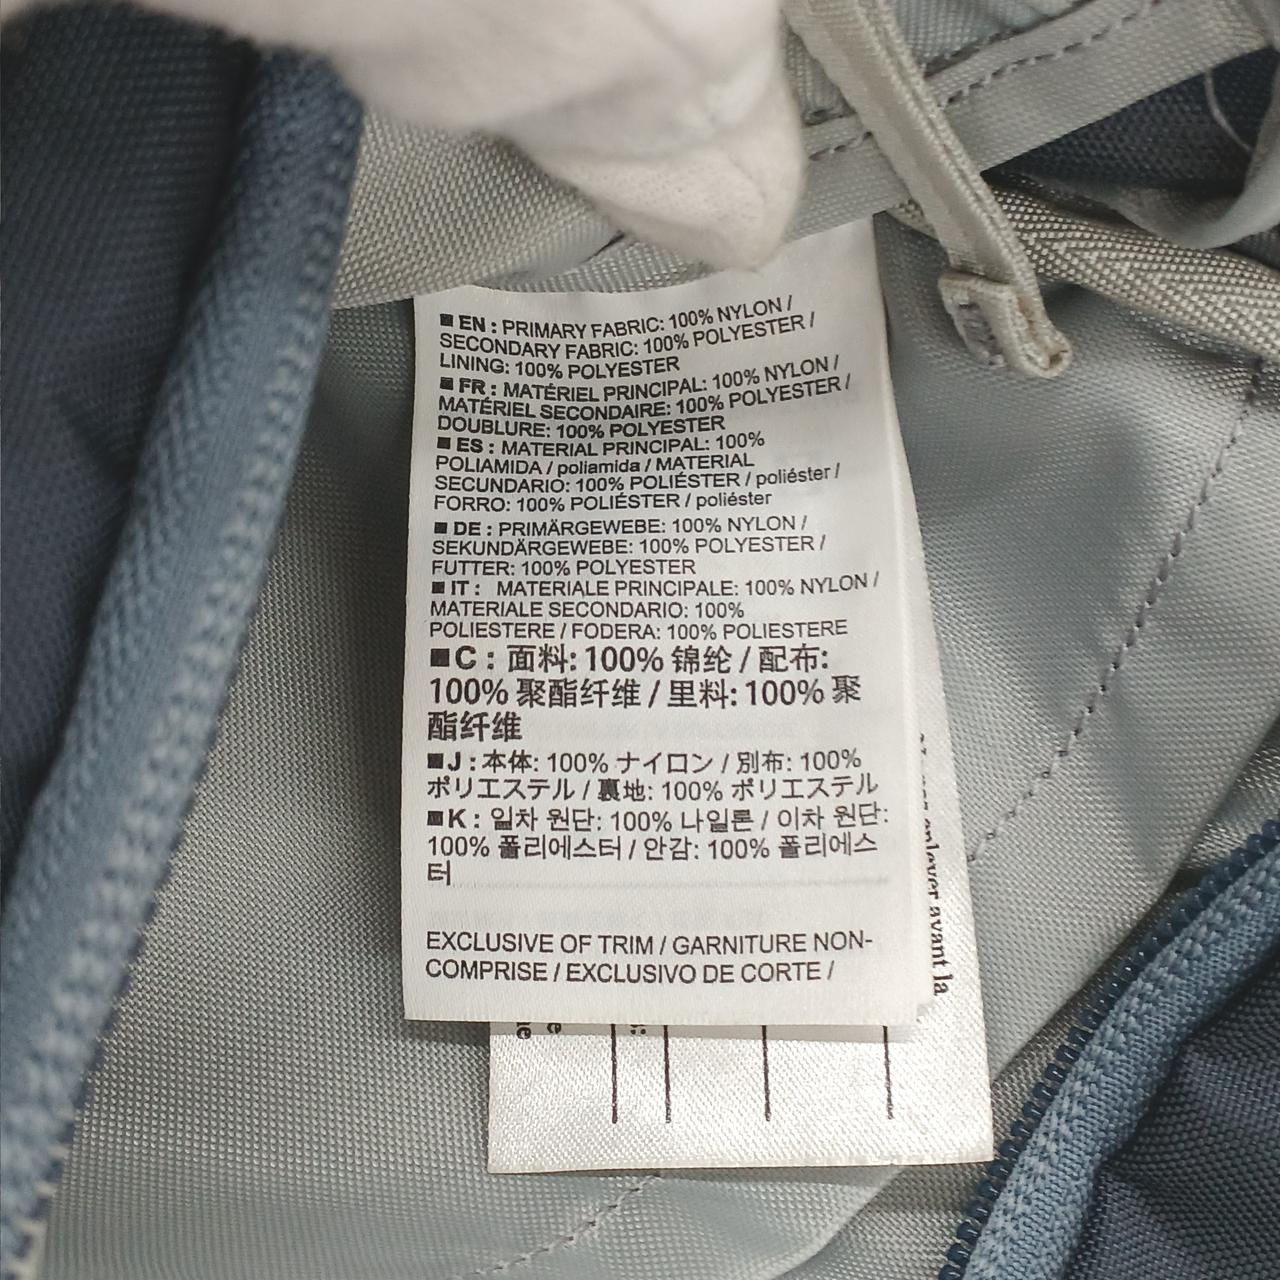 ■ EN : PRIMARY FABRIC: 100% NYLON /
SECONDARY FABRIC: 100% POLYESTER /
LINING: 100% POLYESTER
■ FR : MATÉRIEL PRINCIPAL: 100% NYLON /
MATÉRIEL SECONDAIRE: 100% POLYESTER /
DOUBLURE: 100% POLYESTER
■ ES : MATERIAL PRINCIPAL: 100%
POLIAMIDA / poliamida / MATERIAL
SECUNDARIO: 100% POLIÉSTER / poliéster /
FORRO: 100% POLIÉSTER / poliéster
■ DE : PRIMÄRGEWEBE: 100% NYLON /
SEKUNDÄRGEWEBE: 100% POLYESTER /
FUTTER: 100% POLYESTER
■ IT : MATERIALE PRINCIPALE: 100% NYLON /
MATERIALE SECONDARIO: 100%
POLIESTERE / FODERA: 100% POLIESTERE
■C : 面料: 100% 锦纶 / 配布:
100% 聚酯纤维 / 里料: 100% 聚
酯纤维
■J : 本体: 100% ナイロン / 別布: 100%
ポリエステル / 裏地: 100% ポリエステル
■K : 일차 원단: 100% 나일론 / 이차 원단:
100% 폴리에스터 / 안감: 100% 폴리에스
터
EXCLUSIVE OF TRIM / GARNITURE NON-
COMPRISE / EXCLUSIVO DE CORTE /
enlever avant la